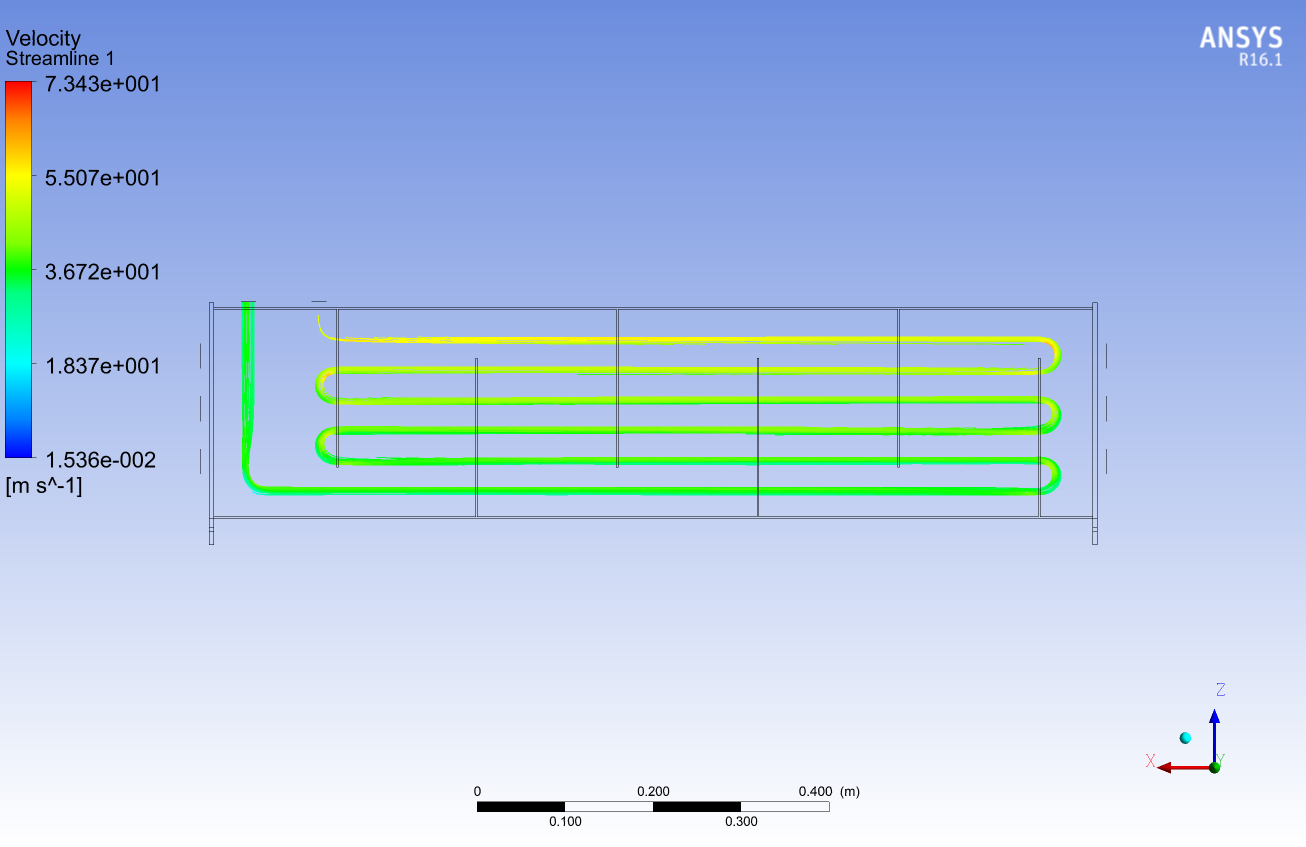 Velocity
Streamline 1
7.343e+001
5.507e+001
3.672e+001
1.837e+001
1.536e-002
[m s^-1]
ANSYS
R16.1
Z
X
Y
0 0.200 0.400 (m)
0.100 0.300